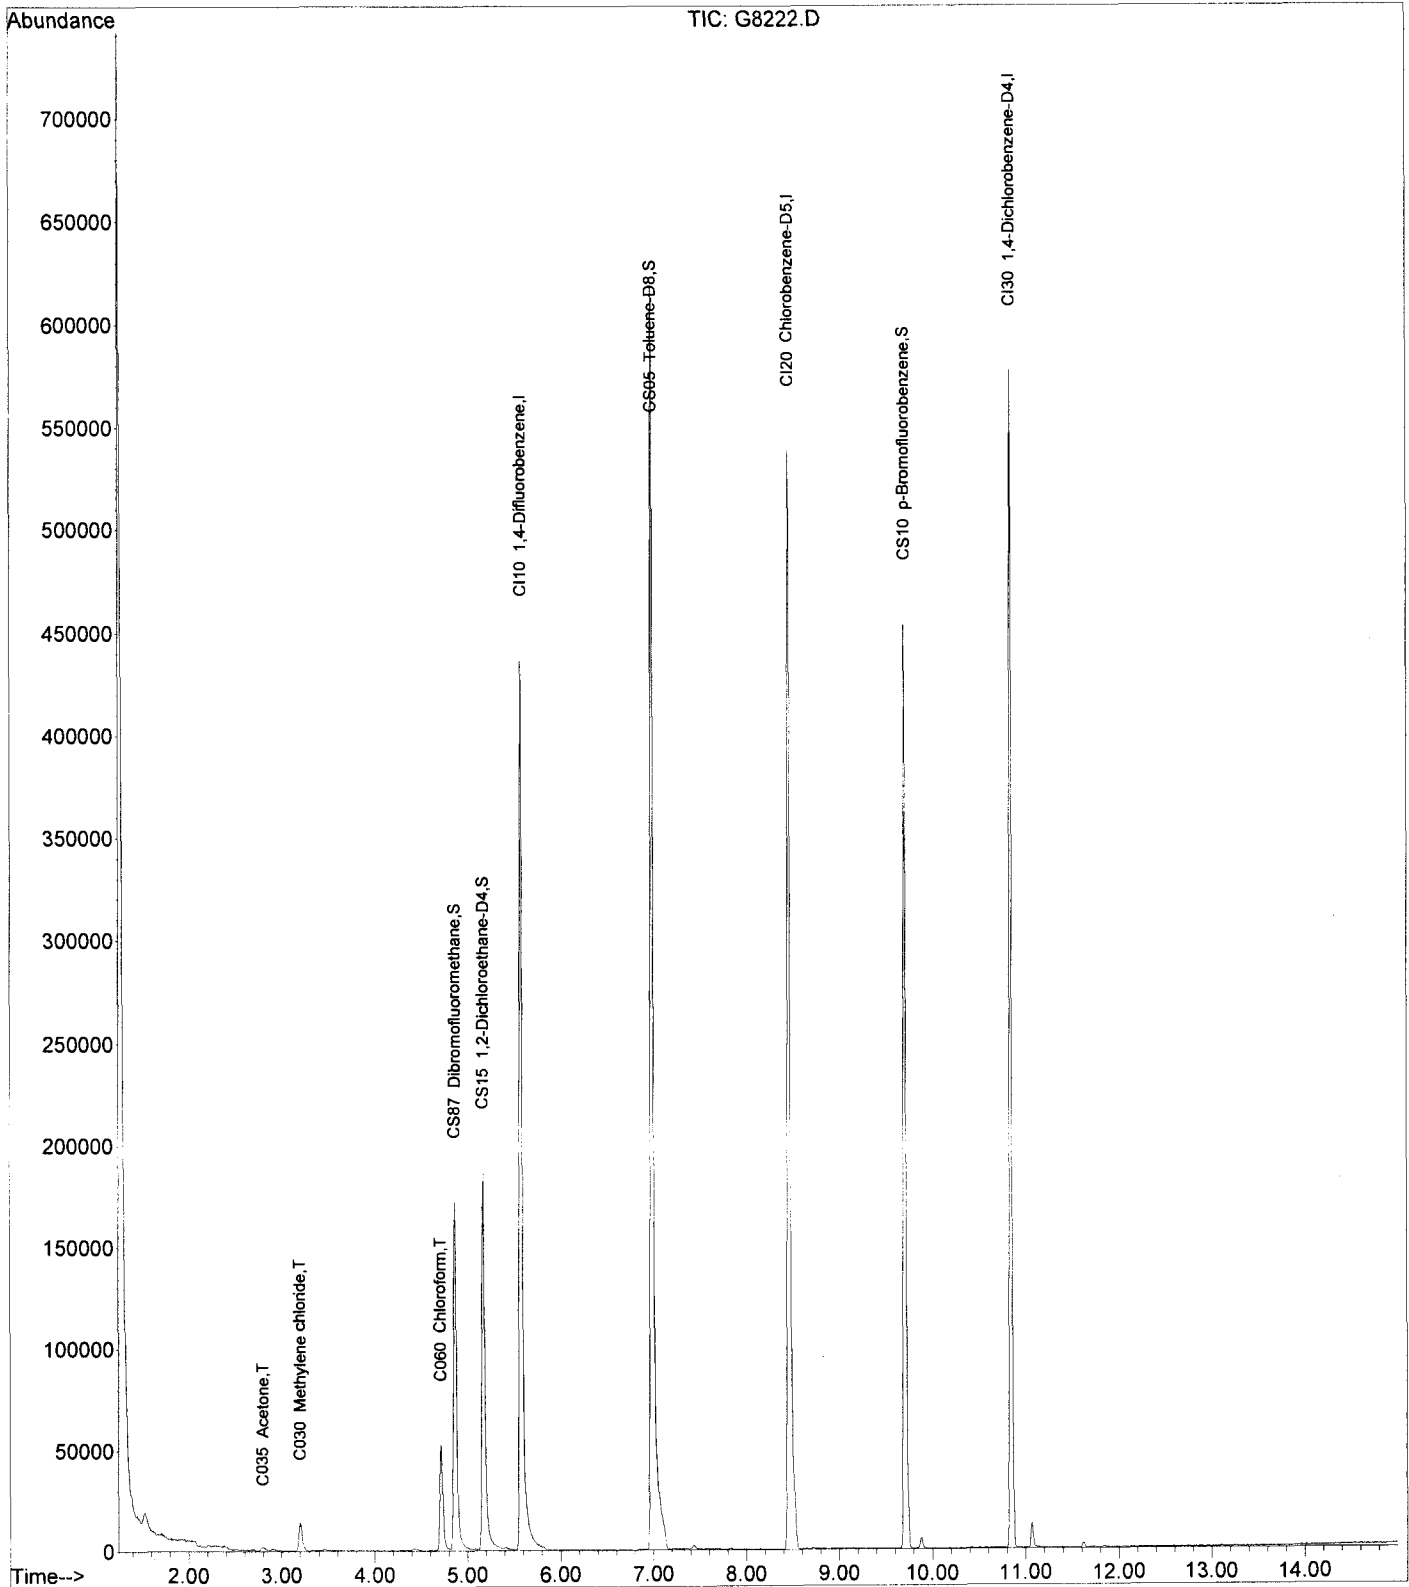 Abundance
TIC: G8222.D
700000
650000
600000
550000
500000
450000
400000
350000
300000
250000
200000
150000
100000
50000
0
C035 Acetone,T
C030 Methylene chloride,T
C060 Chloroform,T
CS87 Dibromofluoromethane,S
CS15 1,2-Dichloroethane-D4,S
CI10 1,4-Difluorobenzene,I
CS05 Toluene-D8,S
CI20 Chlorobenzene-D5,I
CS10 p-Bromofluorobenzene,S
CI30 1,4-Dichlorobenzene-D4,I
Time-->
2.00 3.00 4.00 5.00 6.00 7.00 8.00 9.00 10.00 11.00 12.00 13.00 14.00